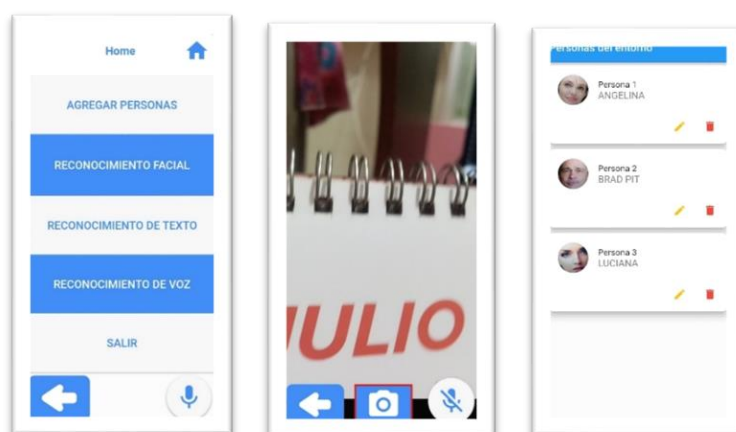 Home
AGREGAR PERSONAS
RECONOCIMIENTO FACIAL
RECONOCIMIENTO DE TEXTO
RECONOCIMIENTO DE VOZ
SALIR
JULIO
Personas del entorno
Persona 1
ANGELINA
Persona 2
BRAD PIT
Persona 3
LUCIANA